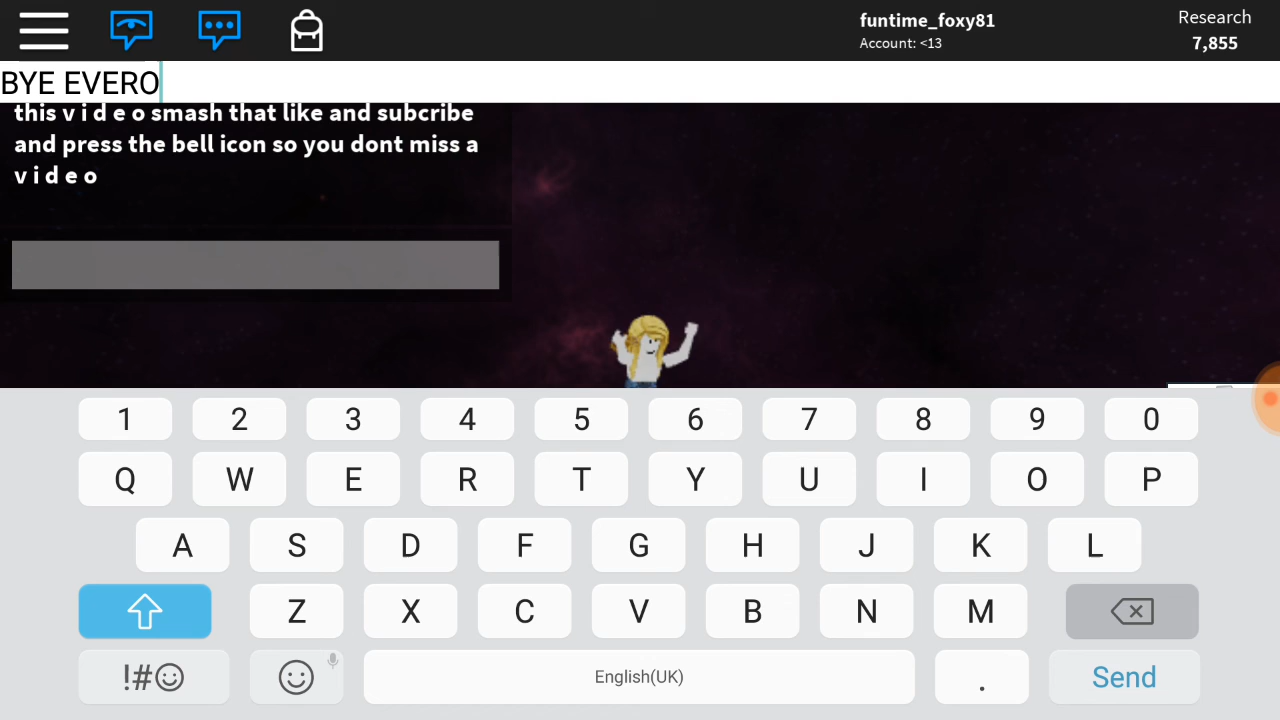 funtime_foxy81
Account: <13
Research
7,855
BYE EVERO
this v i d e o smash that like and subcribe
and press the bell icon so you dont miss a
v i d e o
1 2 3 4 5 6 7 8 9 0
Q W E R T Y U I O P
A S D F G H J K L
Z X C V B N M
!#☺ English(UK) . Send